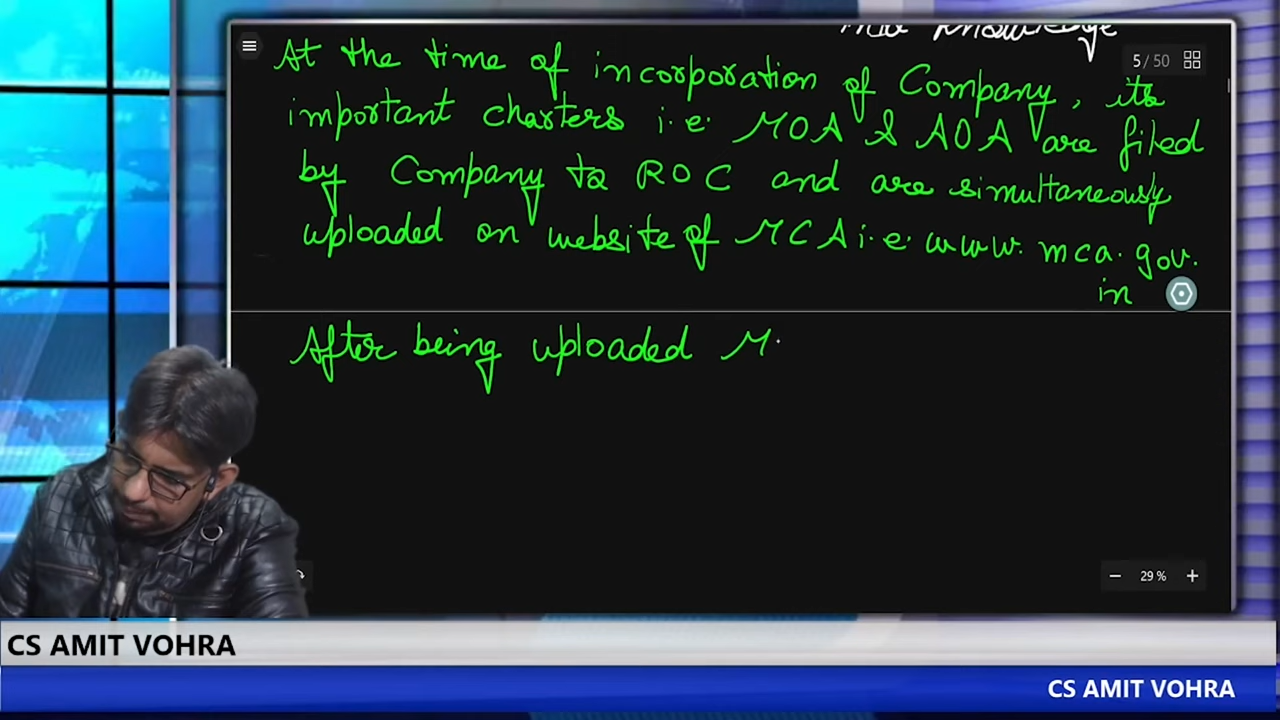 knowledge
5 / 50
At the time of incorporation of Company, its
important charters i.e. MOA & AOA are filed
by Company to ROC and are simultaneously
uploaded on website of MCA i.e. www. mca. gov.
in
After being uploaded M
29 %
CS AMIT VOHRA
CS AMIT VOHRA